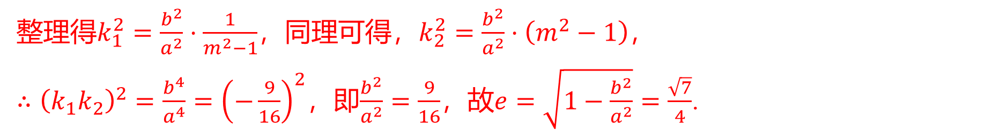 整理得$k_1^2=\frac{b^2}{a^2}\cdot\frac{1}{m^2-1}$，同理可得，$k_2^2=\frac{b^2}{a^2}\cdot(m^2-1)$，
∴ $(k_1k_2)^2=\frac{b^4}{a^4}=\left(-\frac{9}{16}\right)^2$，即$\frac{b^2}{a^2}=\frac{9}{16}$，故$e=\sqrt{1-\frac{b^2}{a^2}}=\frac{\sqrt{7}}{4}$.